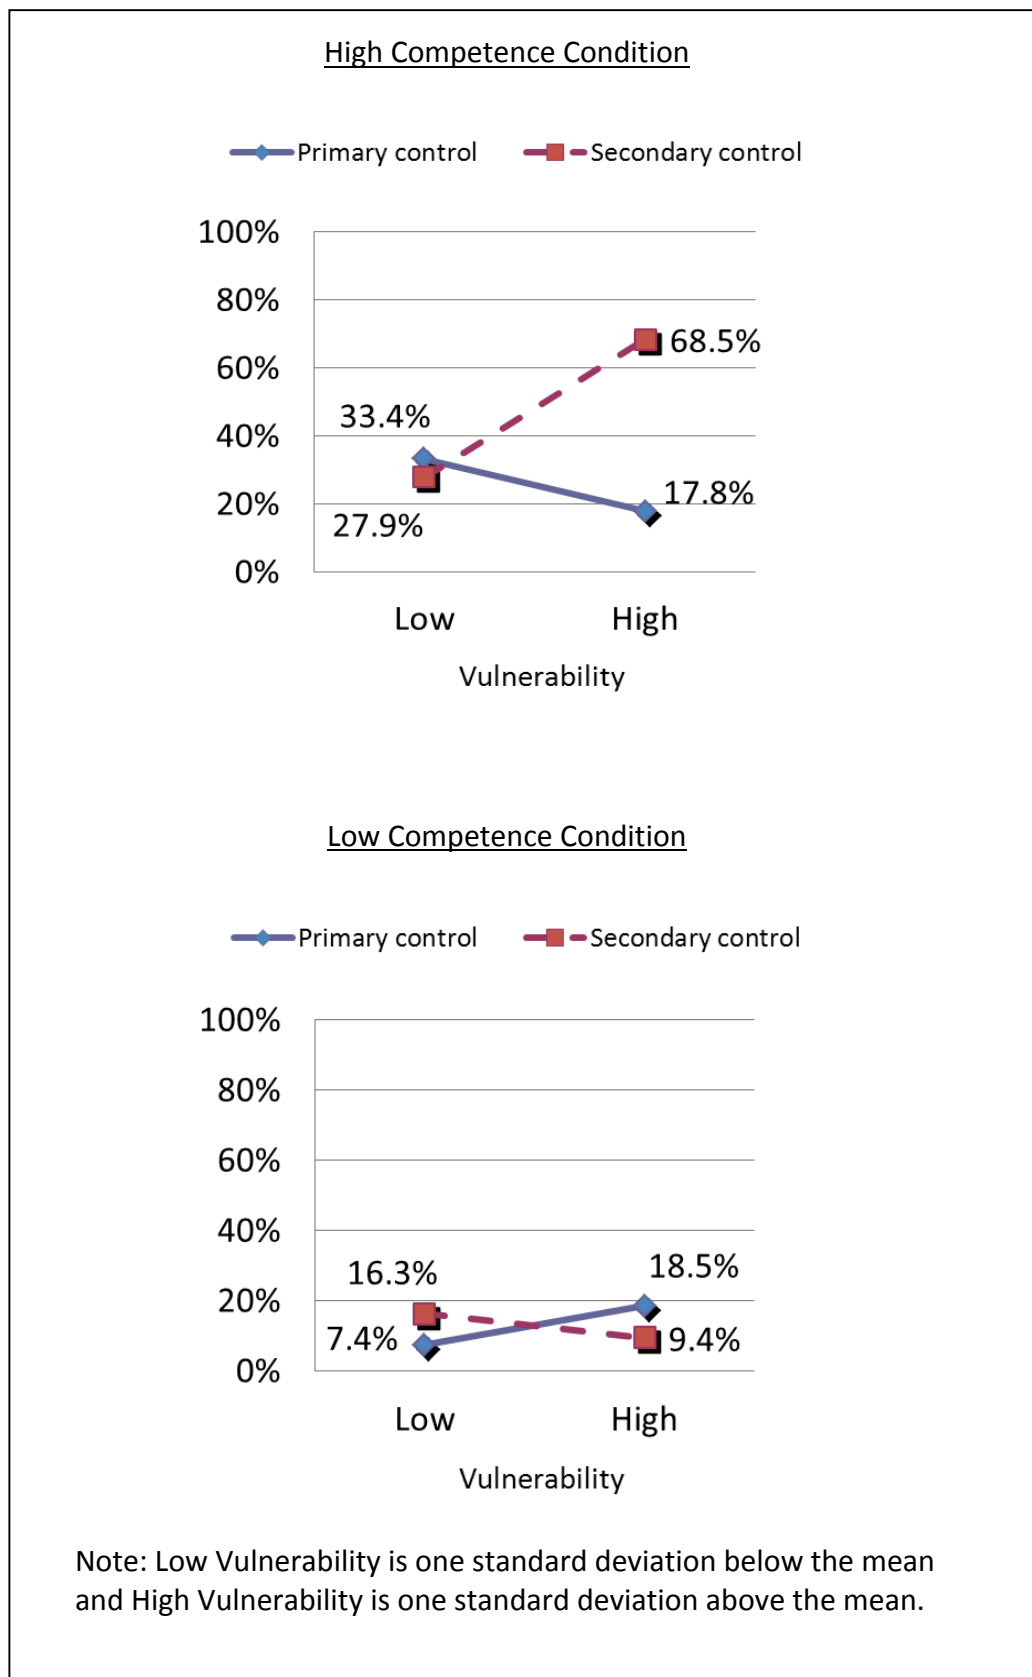 High Competence Condition
Primary control Secondary control
100%
80%
68.5%
60%
33.4%
40%
17.8%
20%
27.9%
0%
Low High
Vulnerability
Low Competence Condition
Primary control Secondary control
100%
80%
60%
40%
16.3% 18.5%
20%
7.4% 9.4%
0%
Low High
Vulnerability
Note: Low Vulnerability is one standard deviation below the mean
and High Vulnerability is one standard deviation above the mean.